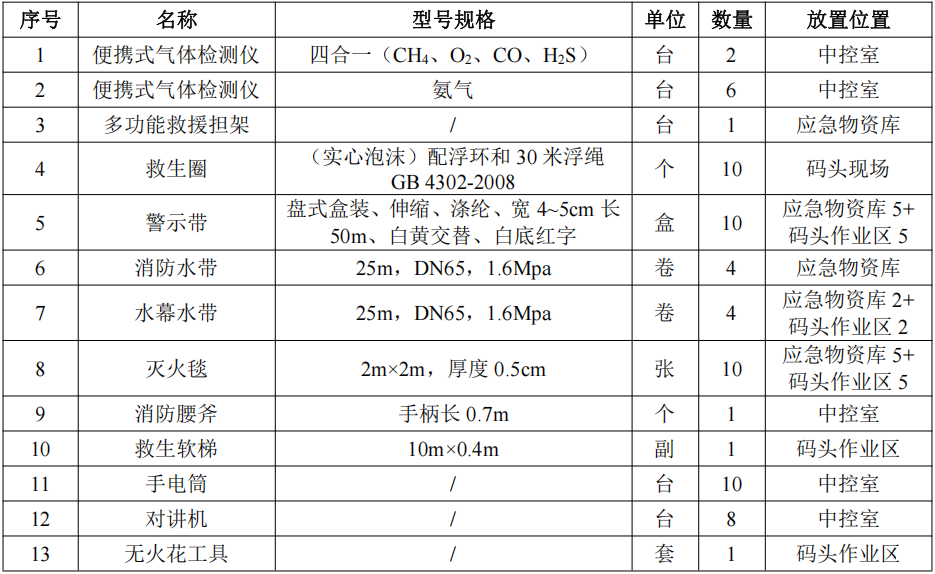 序号 名称 型号规格 单位 数量 放置位置
1 便携式气体检测仪 四合一（CH4、O2、CO、H2S） 台 2 中控室
2 便携式气体检测仪 氨气 台 6 中控室
3 多功能救援担架 / 台 1 应急物资库
4 救生圈 （实心泡沫）配浮环和 30 米浮绳 GB 4302-2008 个 10 码头现场
5 警示带 盘式盒装、伸缩、涤纶、宽 4~5cm 长 50m、白黄交替、白底红字 盒 10 应急物资库 5+ 码头作业区 5
6 消防水带 25m，DN65，1.6Mpa 卷 4 应急物资库
7 水幕水带 25m，DN65，1.6Mpa 卷 4 应急物资库 2+ 码头作业区 2
8 灭火毯 2m×2m，厚度 0.5cm 张 10 应急物资库 5+ 码头作业区 5
9 消防腰斧 手柄长 0.7m 个 1 中控室
10 救生软梯 10m×0.4m 副 1 码头作业区
11 手电筒 / 台 10 中控室
12 对讲机 / 台 8 中控室
13 无火花工具 / 套 1 码头作业区